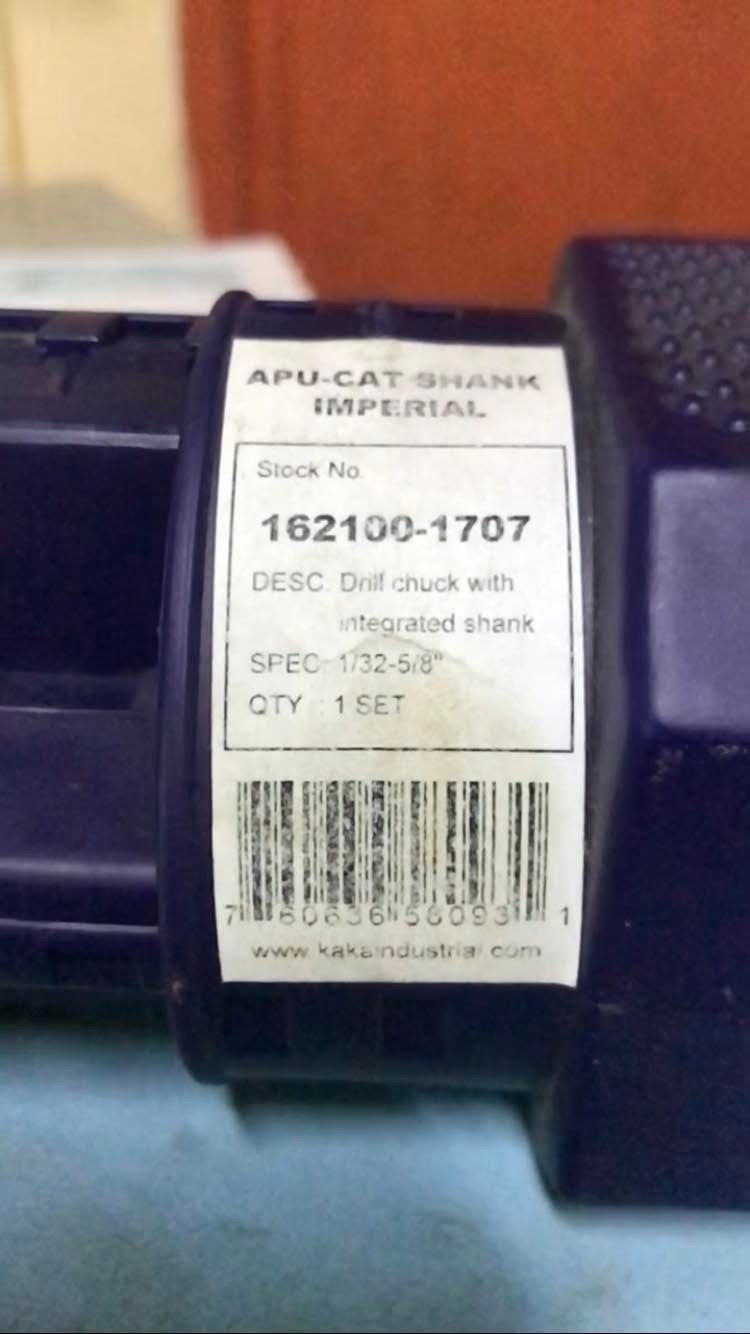 APU-CAT SHANK
IMPERIAL
Stock No.
162100-1707
DESC: Drill chuck with
integrated shank
SPEC: 1/32-5/8"
QTY : 1 SET
7 60636 56093 1
www.kakaindustrial.com